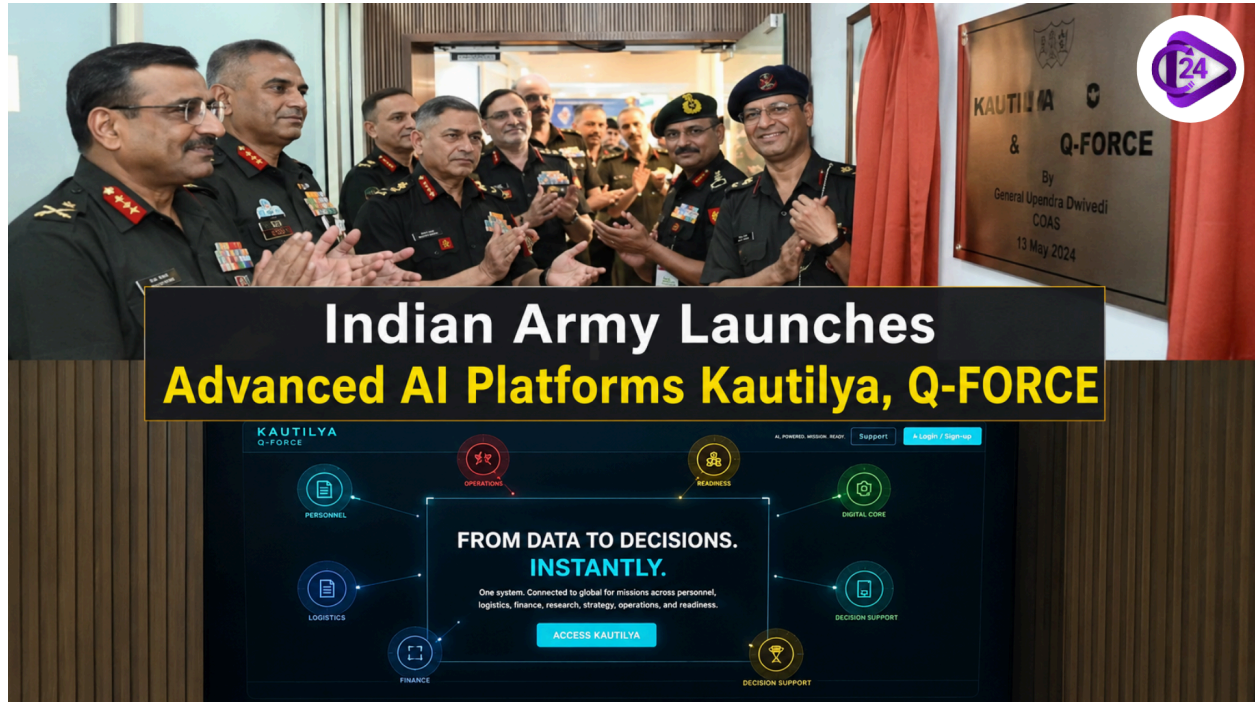 24
KAUTILYA
& Q-FORCE
By
General Upendra Dwivedi
COAS
13 May 2024
Indian Army Launches
Advanced AI Platforms Kautilya, Q-FORCE
KAUTILYA
Q-FORCE
AI. POWERED. MISSION. READY.
Support
Login / Sign-up
OPERATIONS
READINESS
PERSONNEL
DIGITAL CORE
FROM DATA TO DECISIONS.
INSTANTLY.
One system. Connected to global for missions across personnel,
logistics, finance, research, strategy, operations, and readiness.
ACCESS KAUTILYA
LOGISTICS
DECISION SUPPORT
FINANCE
DECISION SUPPORT